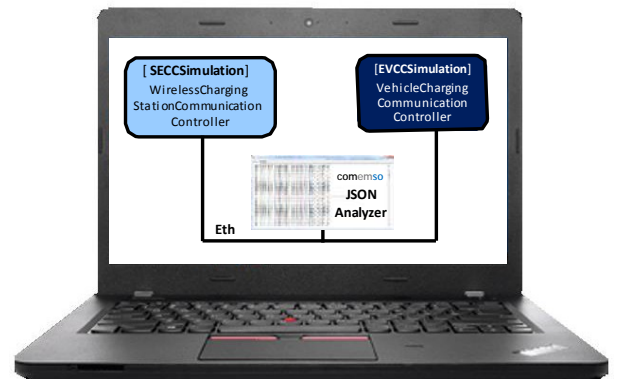 [ SECCSimulation]
WirelessCharging
StationCommunication
Controller
[EVCCSimulation]
VehicleCharging
Communication
Controller
comemso
JSON
Analyzer
Eth